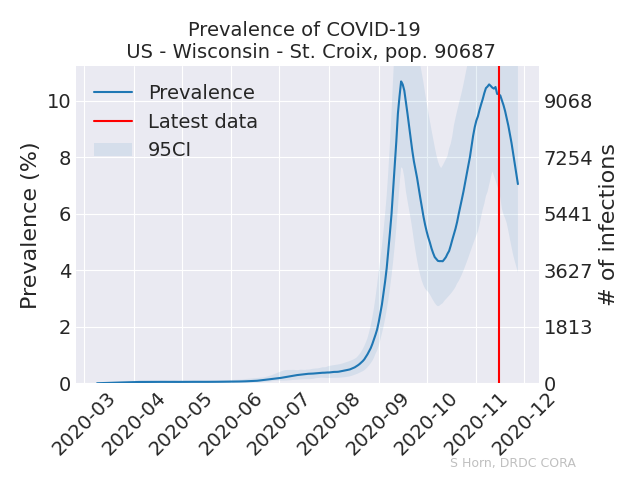 Prevalence of COVID-19
US - Wisconsin - St. Croix, pop. 90687
Prevalence
Latest data
95CI
Prevalence (%)
10
8
6
4
2
0
9068
7254
5441
3627
1813
0
# of infections
2020-03
2020-04
2020-05
2020-06
2020-07
2020-08
2020-09
2020-10
2020-11
2020-12
S Horn, DRDC CORA